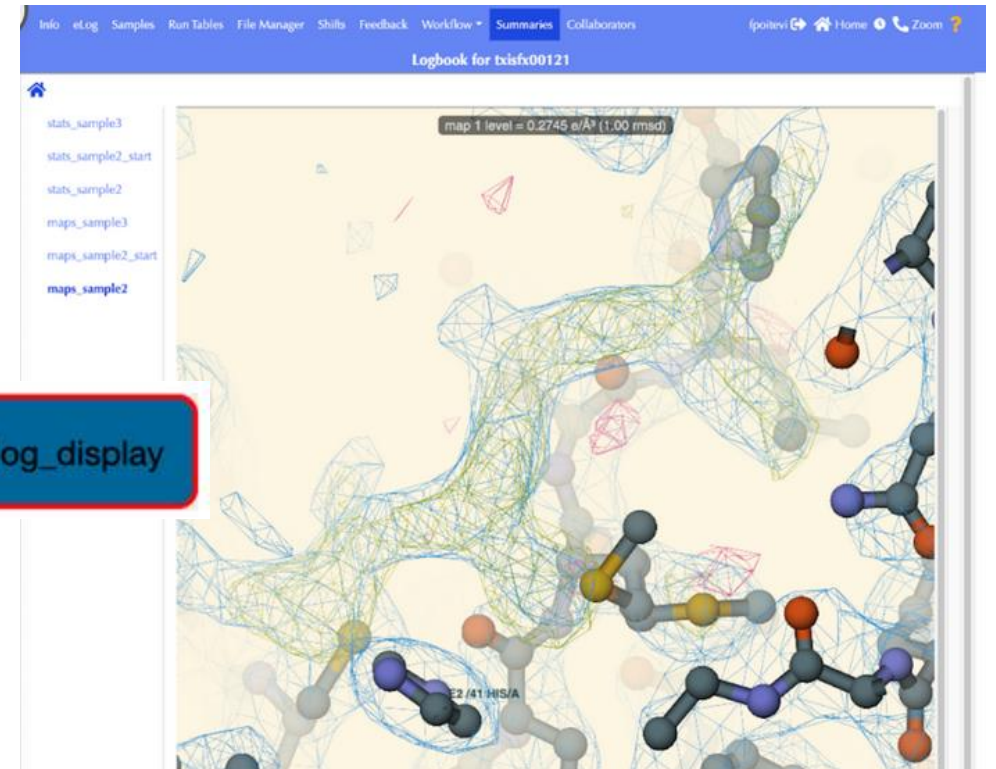 Info eLog Samples Run Tables File Manager Shifts Feedback Workflow Summaries Collaborators fpoitevi Home Zoom ?
Logbook for txisfx00121
stats_sample3
stats_sample2_start
stats_sample2
maps_sample3
maps_sample2_start
maps_sample2
map 1 level = 0.2745 e/Å³ (1.00 rmsd)
og_display
E2 /41 HIS/A